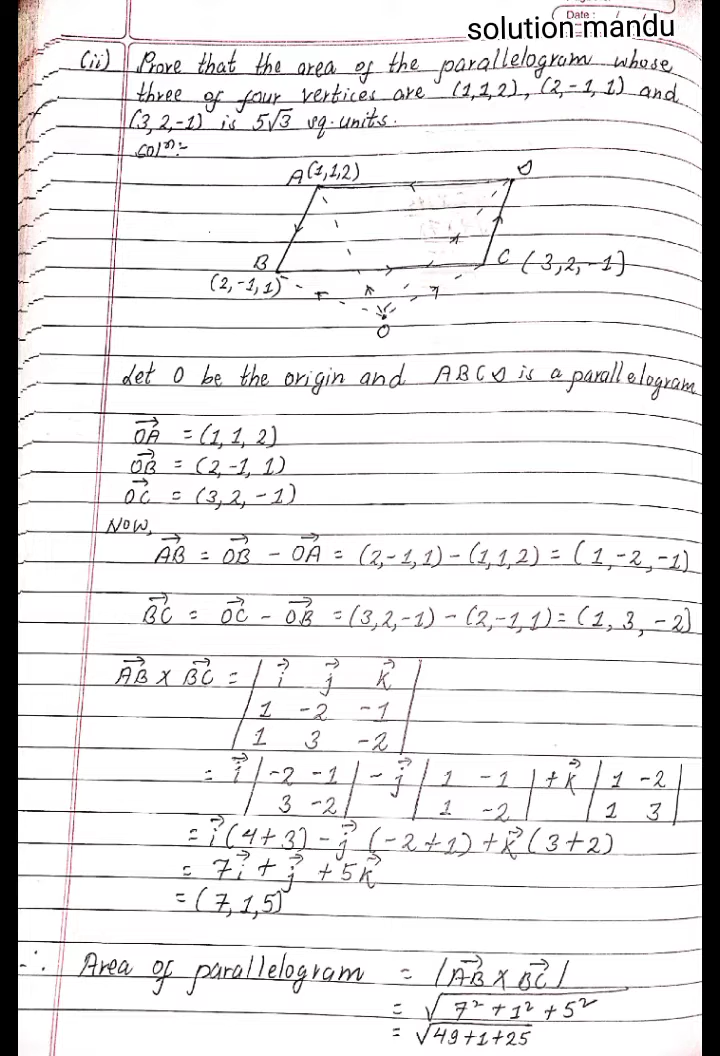 Date:
solution mandu
(ii) Prove that the area of the parallelogram whose
three of four vertices are (1,1,2), (2,-1,1) and
(3,2,-1) is 5√3 sq.units.
Solⁿ:-
A(1,1,2) D
B C (3,2,-1)
(2,-1,1)
O
Let O be the origin and ABCD is a parallelogram
OA→ = (1,1,2)
OB→ = (2,-1,1)
OC→ = (3,2,-1)
Now,
AB→ = OB→ - OA→ = (2,-1,1)-(1,1,2) = (1,-2,-1)
BC→ = OC→ - OB→ = (3,2,-1)-(2,-1,1) = (1,3,-2)
AB→ X BC→ = | i→ j→ k→ |
| 1 -2 -1 |
| 1 3 -2 |
= i→ | -2 -1 | - j→ | 1 -1 | + k→ | 1 -2 |
| 3 -2 | | 1 -2 | | 1 3 |
= i→(4+3) - j→(-2+1) + k→(3+2)
= 7i→ + j→ + 5k→
= (7,1,5)
∴ Area of parallelogram = |AB→ X BC→|
= √7² + 1² + 5²
= √49+1+25